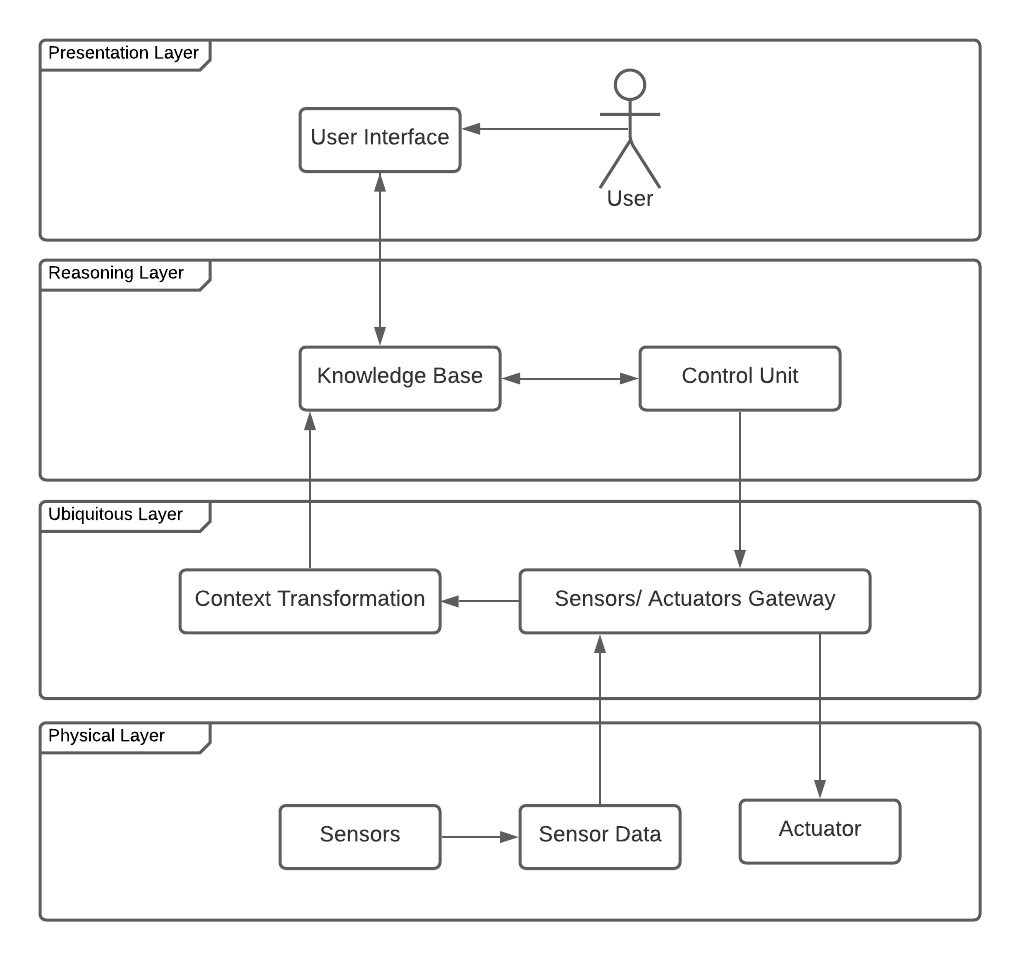 Presentation Layer
User Interface
User
Reasoning Layer
Knowledge Base
Control Unit
Ubiquitous Layer
Context Transformation
Sensors/ Actuators Gateway
Physical Layer
Sensors
Sensor Data
Actuator